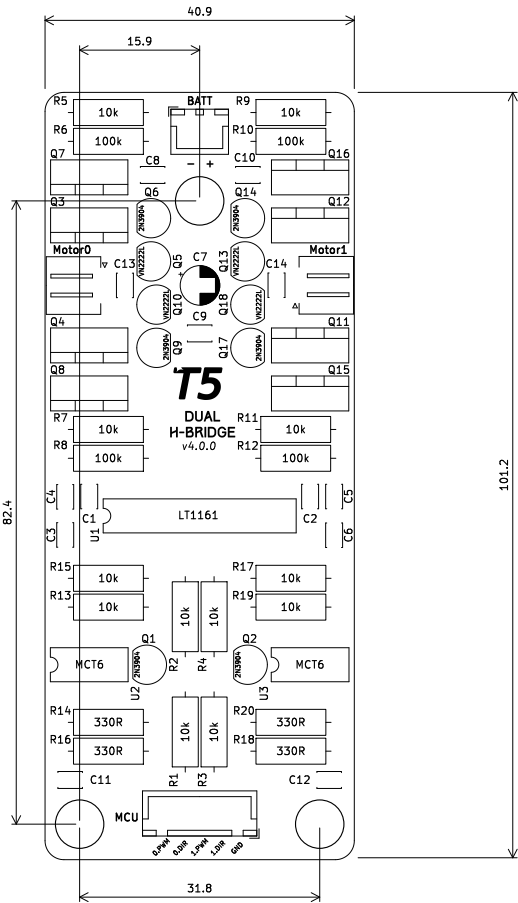 40.9
15.9
R5 10k BATT R9 10k
R6 100k R10 100k
Q7 C8 - + C10 Q16
Q3 Q6 2N3904 Q14 2N3904 Q12
Motor0 VN2222L Q5 C7 Q13 VN2222L Motor1
C13 + C14
VN2222L Q10 Q18 VN2222L
Q4 C9 Q11
2N3904 Q9 Q17 2N3904
Q8 T5 Q15
R7 10k DUAL R11 10k
R8 100k H-BRIDGE R12 100k
v4.0.0
101.2
82.4
C4 C1 C2 C5
C3 U1 LT1161 C6
R15 10k R17 10k
R13 10k 10k 10k R19 10k
R2 R4
MCT6 Q1 2N3904 Q2 2N3904 MCT6
U2 U3
R14 330R R20 330R
R16 330R 10k 10k R18 330R
C11 R1 R3 C12
MCU
0.PWM 0.DIR 1.PWM 1.DIR GND
31.8